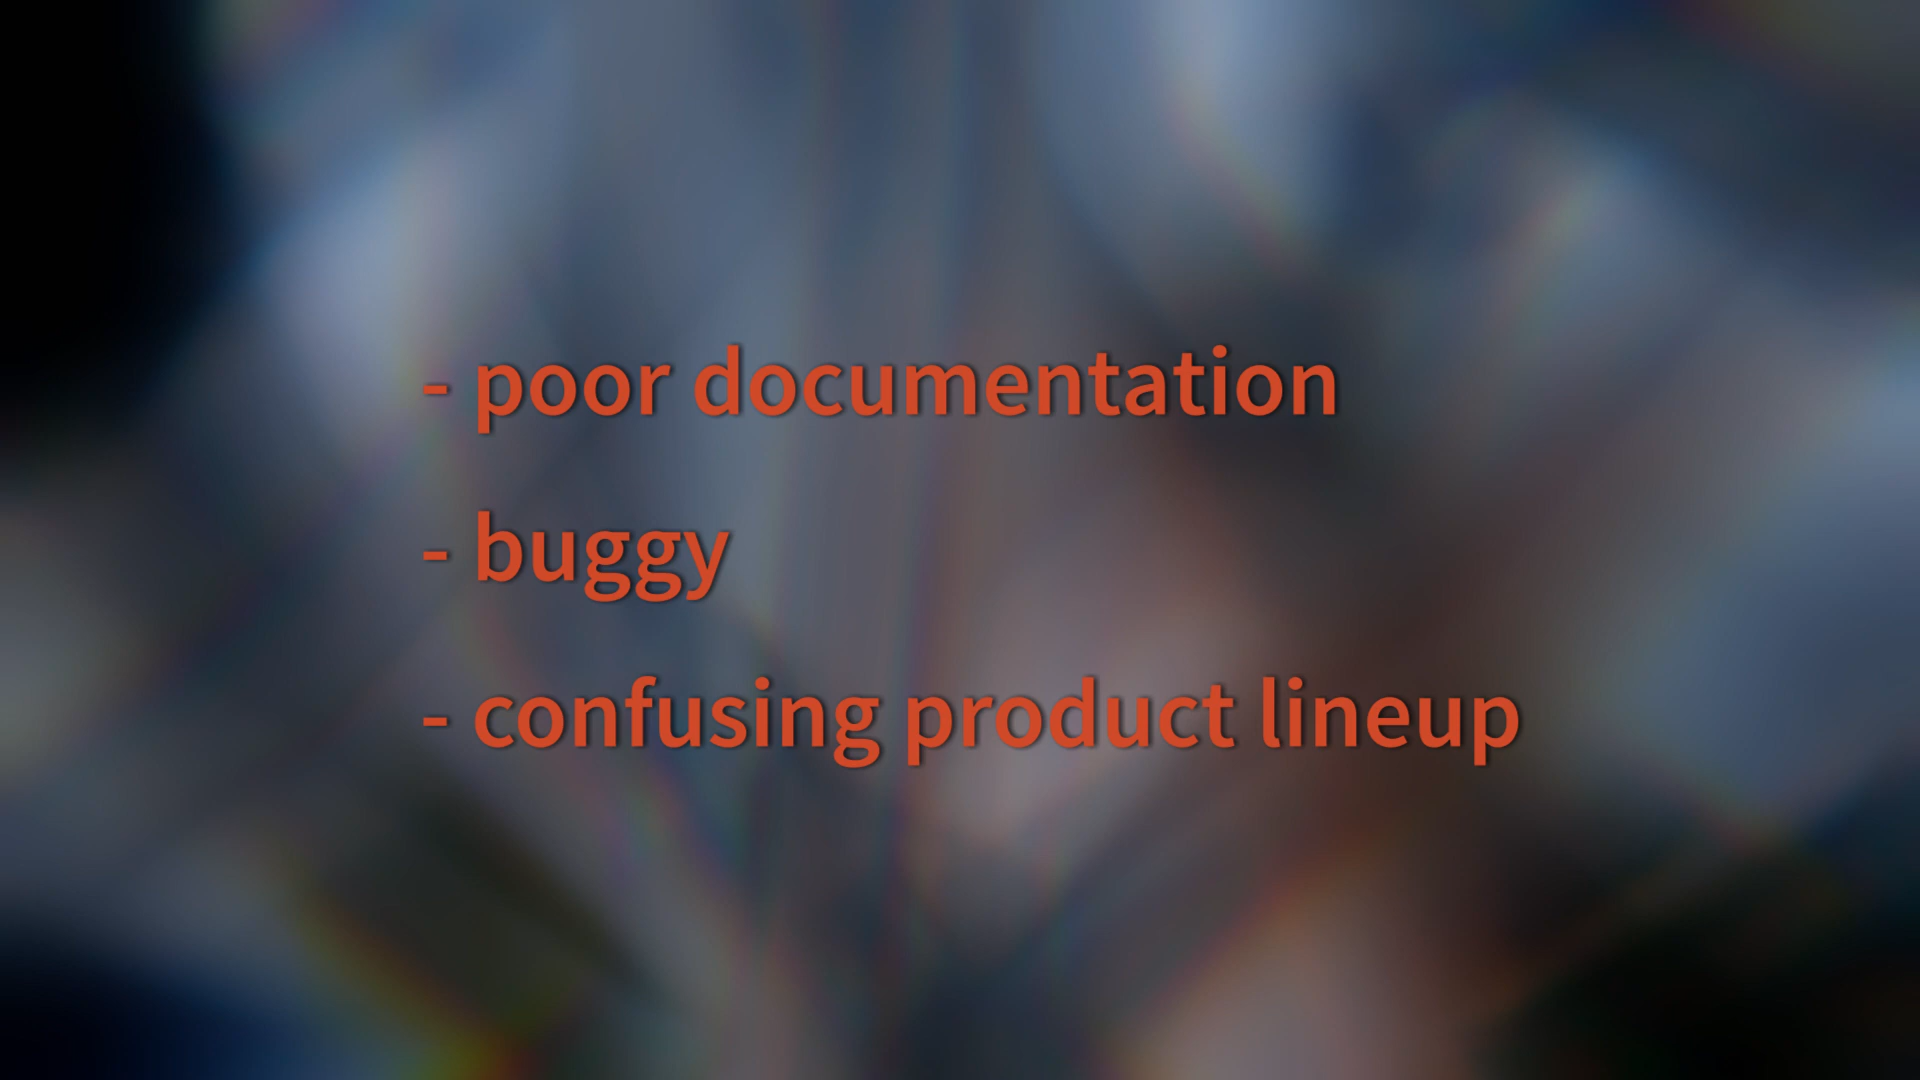 - poor documentation
- buggy
- confusing product lineup